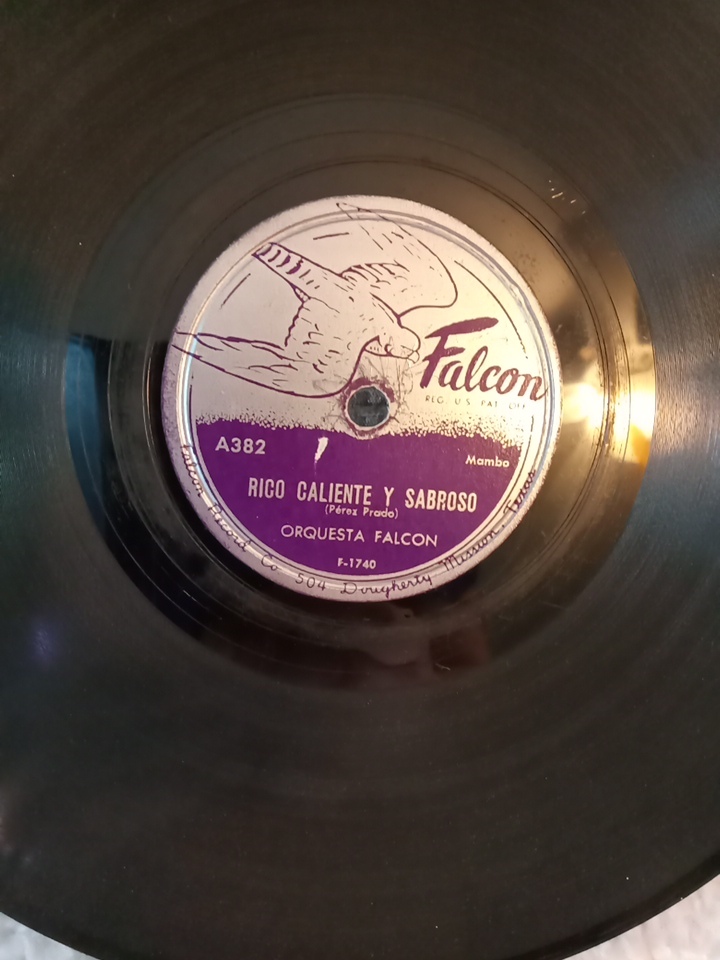 Falcon
REG. U.S. PAT. OFF.
A382
Mambo
RICO CALIENTE Y SABROSO
(Pérez Prado)
ORQUESTA FALCON
F-1740
Falcon Record Co 504 Dougherty Mission - Texas